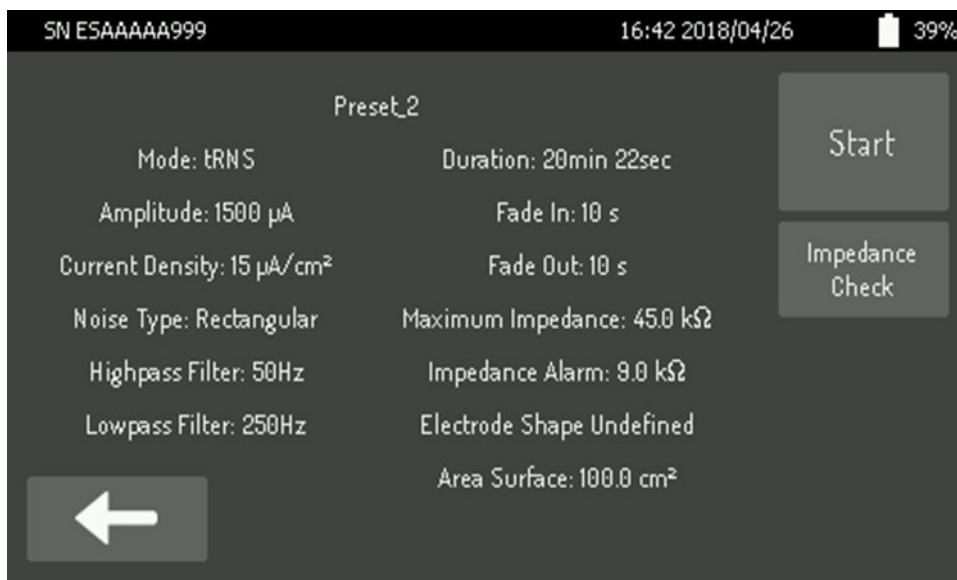 SN ESAAAAA999 16:42 2018/04/26 39%
Preset_2
Mode: tRNS
Amplitude: 1500 µA
Current Density: 15 µA/cm²
Noise Type: Rectangular
Highpass Filter: 50Hz
Lowpass Filter: 250Hz
Duration: 20min 22sec
Fade In: 10 s
Fade Out: 10 s
Maximum Impedance: 45.0 kΩ
Impedance Alarm: 9.0 kΩ
Electrode Shape Undefined
Area Surface: 100.0 cm²
Start
Impedance
Check